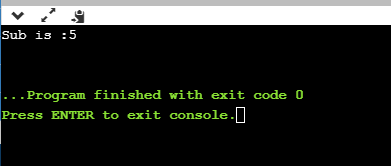 Sub is :5
...Program finished with exit code 0
Press ENTER to exit console.